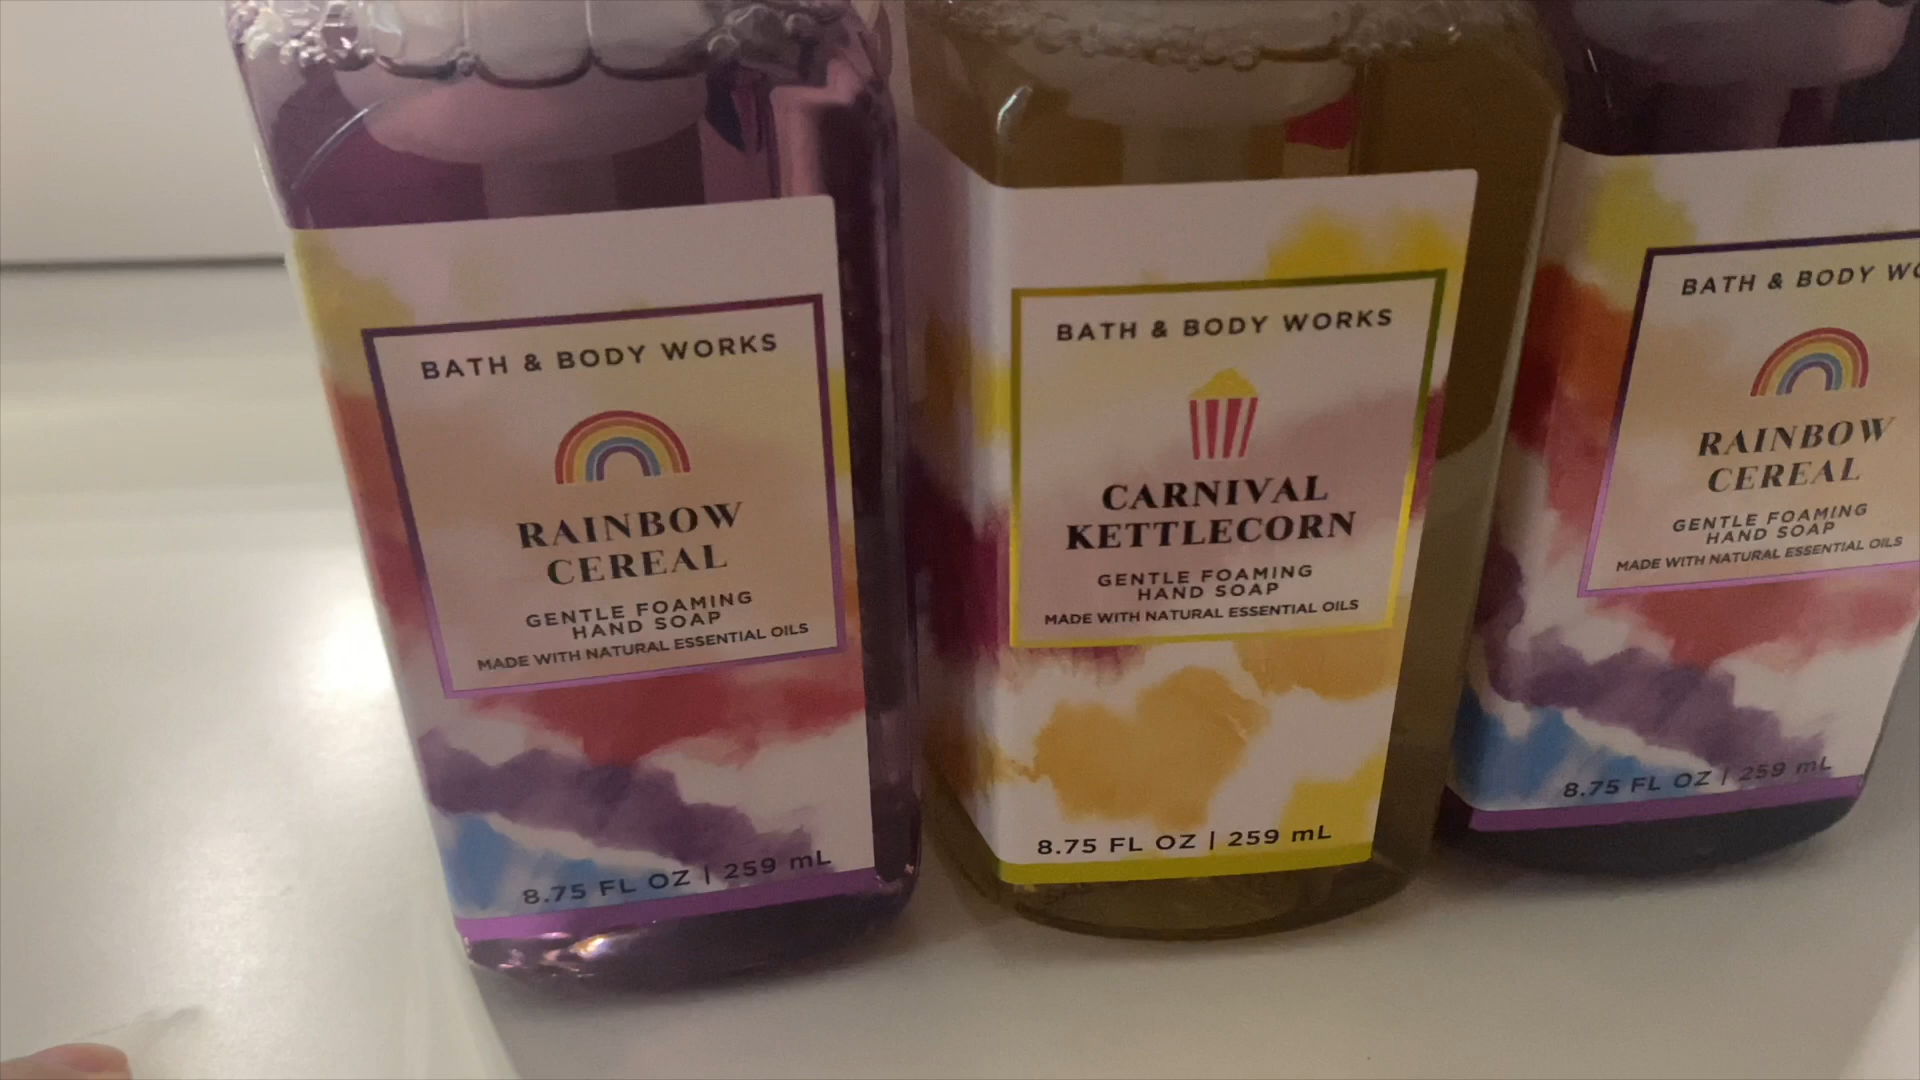 BATH & BODY WORKS
RAINBOW
CEREAL
GENTLE FOAMING
HAND SOAP
MADE WITH NATURAL ESSENTIAL OILS
8.75 FL OZ | 259 mL
BATH & BODY WORKS
CARNIVAL
KETTLECORN
GENTLE FOAMING
HAND SOAP
MADE WITH NATURAL ESSENTIAL OILS
8.75 FL OZ | 259 mL
BATH & BODY
RAINBOW
CEREAL
GENTLE FOAMING
HAND SOAP
MADE WITH NATURAL ESSENTIAL OILS
8.75 FL OZ | 259 mL